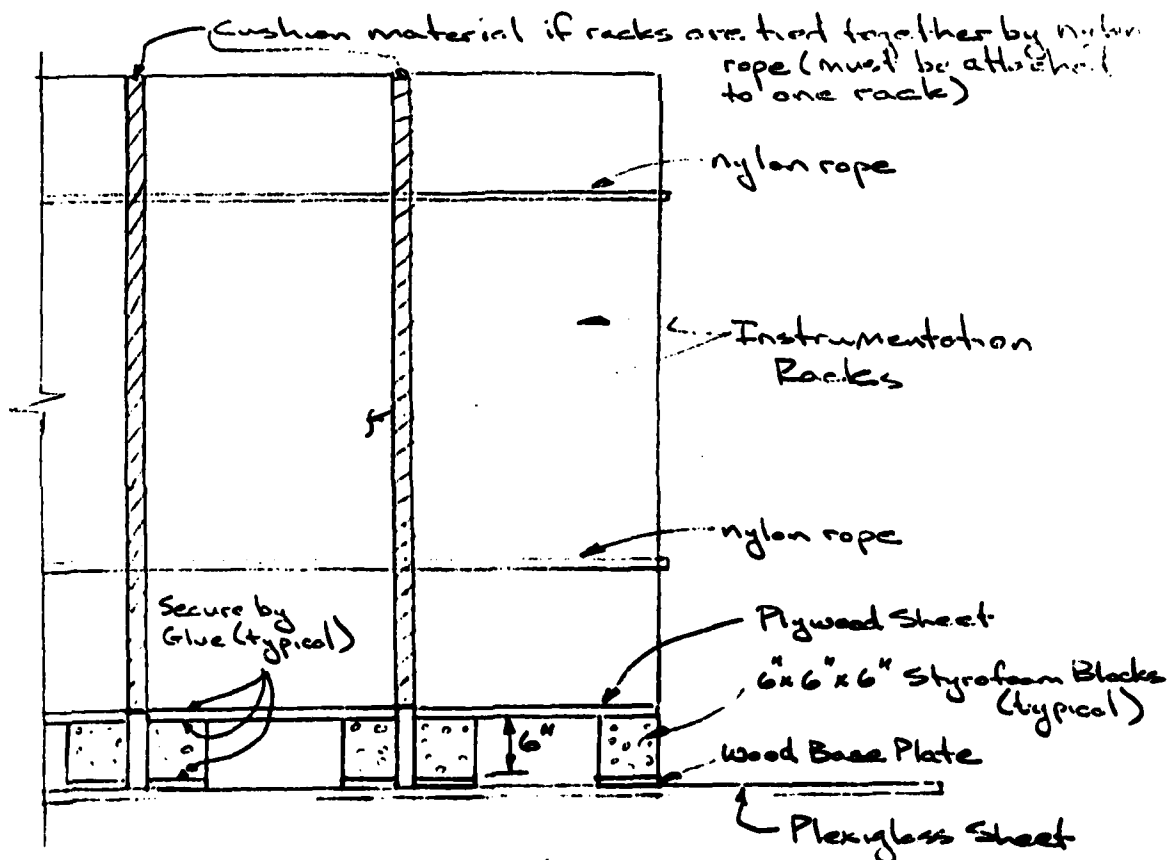 Cushion material if racks are tied together by nylon
rope (must be attached
to one rack)
nylon rope
Instrumentation
Racks
nylon rope
Secure by
Glue (typical)
Plywood Sheet
6"x 6"x 6" Styrofoam Blocks
(typical)
6"
Wood Base Plate
Plexiglass Sheet